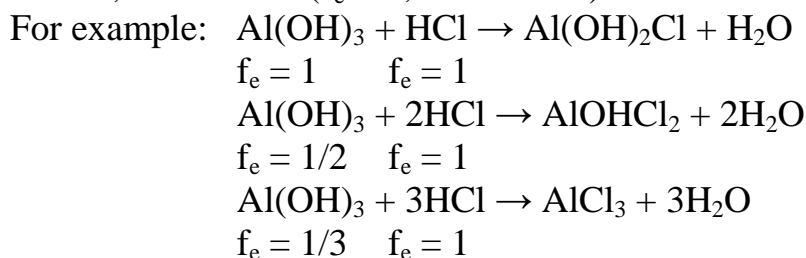 For example: Al(OH)₃ + HCl → Al(OH)₂Cl + H₂O
fₑ = 1 fₑ = 1
Al(OH)₃ + 2HCl → AlOHCl₂ + 2H₂O
fₑ = 1/2 fₑ = 1
Al(OH)₃ + 3HCl → AlCl₃ + 3H₂O
fₑ = 1/3 fₑ = 1